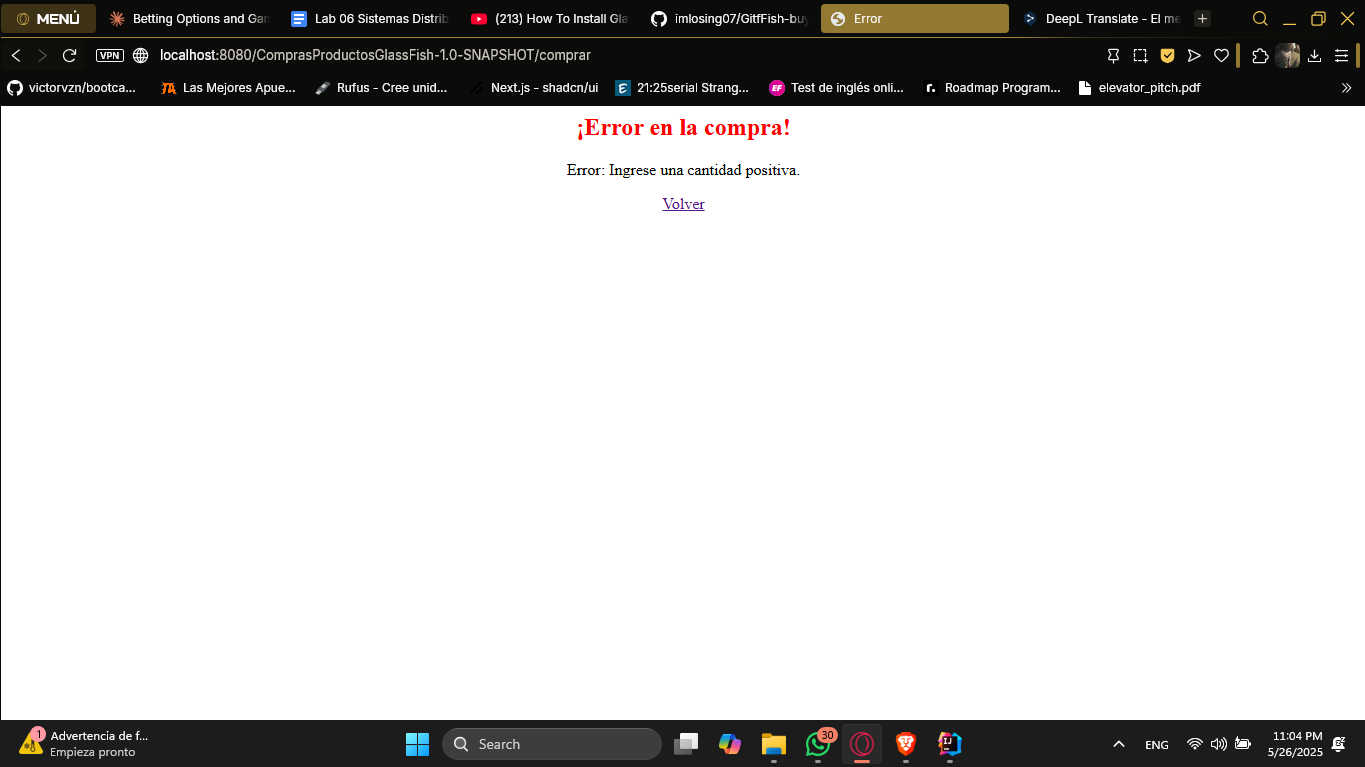 MENÚ
Betting Options and Gan
Lab 06 Sistemas Distrib
(213) How To Install Gla
imlosing07/GitfFish-buy
Error
DeepL Translate - El me
VPN
localhost:8080/ComprasProductosGlassFish-1.0-SNAPSHOT/comprar
victorvzn/bootca...
Las Mejores Apue...
Rufus - Cree unid...
Next.js - shadcn/ui
21:25serial Strang...
Test de inglés onli...
Roadmap Program...
elevator_pitch.pdf
¡Error en la compra!
Error: Ingrese una cantidad positiva.
Volver
1
Advertencia de f...
Empieza pronto
Search
30
ENG
11:04 PM
5/26/2025